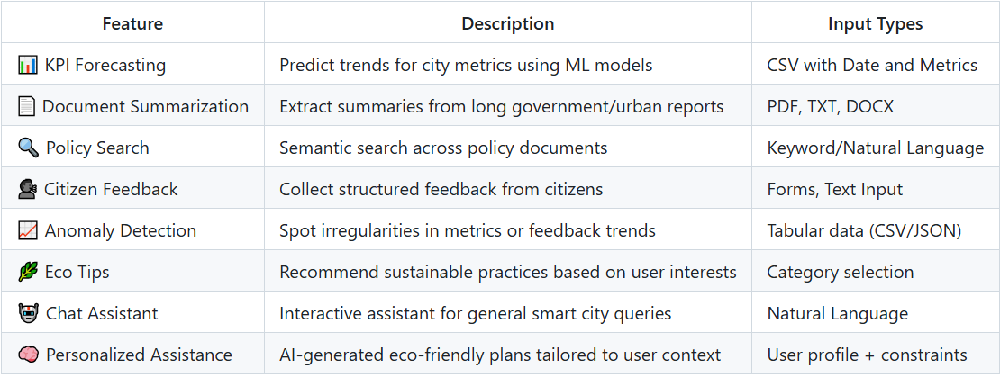 Feature Description Input Types
📊 KPI Forecasting Predict trends for city metrics using ML models CSV with Date and Metrics
📄 Document Summarization Extract summaries from long government/urban reports PDF, TXT, DOCX
🔍 Policy Search Semantic search across policy documents Keyword/Natural Language
🗣 Citizen Feedback Collect structured feedback from citizens Forms, Text Input
📈 Anomaly Detection Spot irregularities in metrics or feedback trends Tabular data (CSV/JSON)
🌿 Eco Tips Recommend sustainable practices based on user interests Category selection
🤖 Chat Assistant Interactive assistant for general smart city queries Natural Language
🧠 Personalized Assistance AI-generated eco-friendly plans tailored to user context User profile + constraints